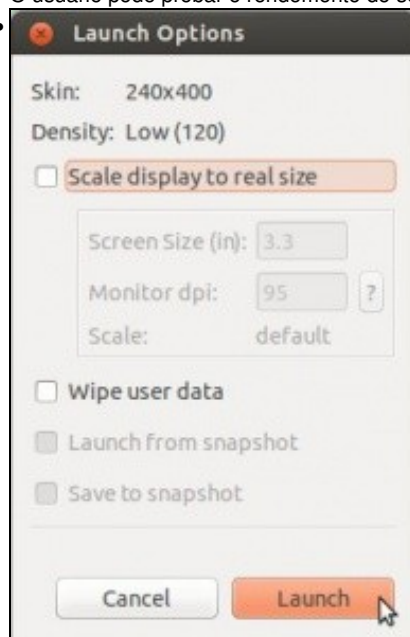 Launch Options
Skin: 240x400
Density: Low (120)
Scale display to real size
Screen Size (in): 3.3
Monitor dpi: 95 ?
Scale: default
Wipe user data
Launch from snapshot
Save to snapshot
Cancel Launch